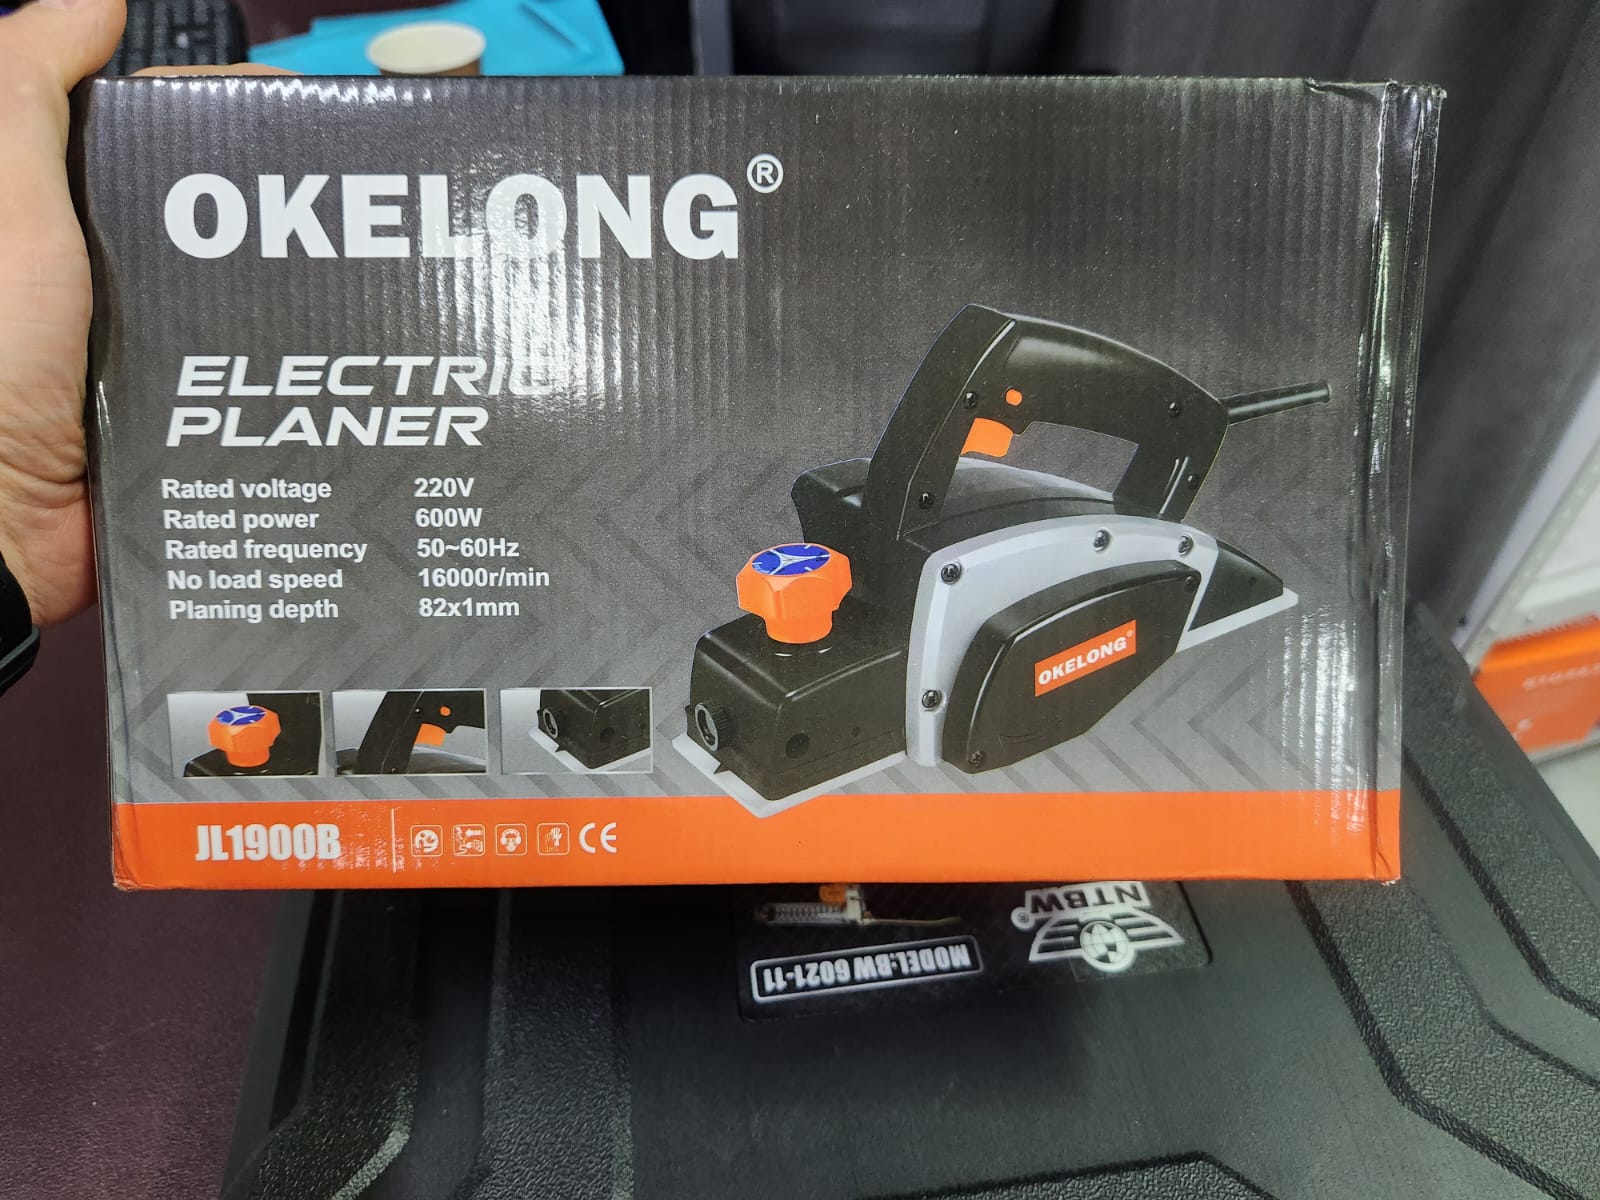 OKELONG®
ELECTRIC
PLANER
Rated voltage 220V
Rated power 600W
Rated frequency 50~60Hz
No load speed 16000r/min
Planing depth 82x1mm
OKELONG®
JL1900B
CE
NTBW®
MODEL:BW 6021-11